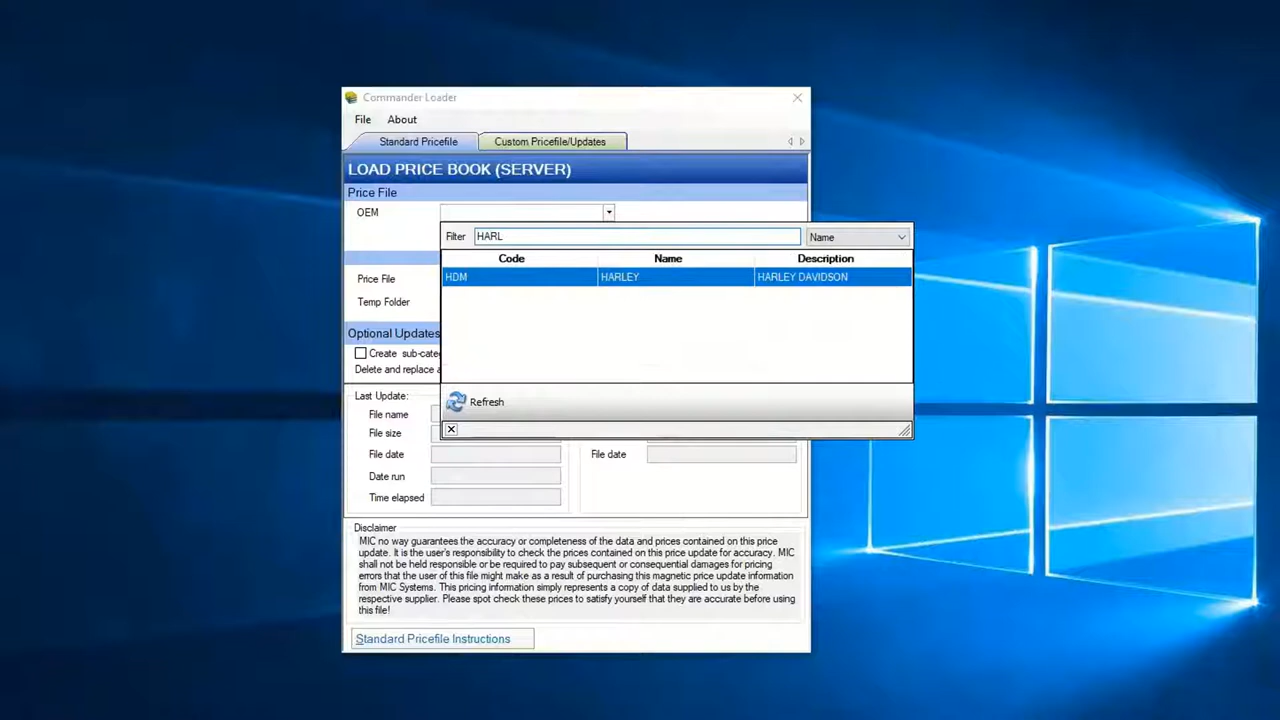 Commander Loader
File About
Standard Pricefile Custom Pricefile/Updates
LOAD PRICE BOOK (SERVER)
Price File
OEM
Filter HARL Name
Code Name Description
HDM HARLEY HARLEY DAVIDSON
Price File
Temp Folder
Optional Updates
Create sub-cate
Delete and replace
Refresh
Last Update:
File name
File size
File date File date
Date run
Time elapsed
Disclaimer
MIC no way guarantees the accuracy or completeness of the data and prices contained on this price
update. It is the user's responsibility to check the prices contained on this price update for accuracy. MIC
shall not be held responsible or be required to pay subsequent or consequential damages for pricing
errors that the user of this file might make as a result of purchasing this magnetic price update information
from MIC Systems. This pricing information simply represents a copy of data supplied to us by the
respective supplier. Please spot check these prices to satisfy yourself that they are accurate before using
this file!
Standard Pricefile Instructions